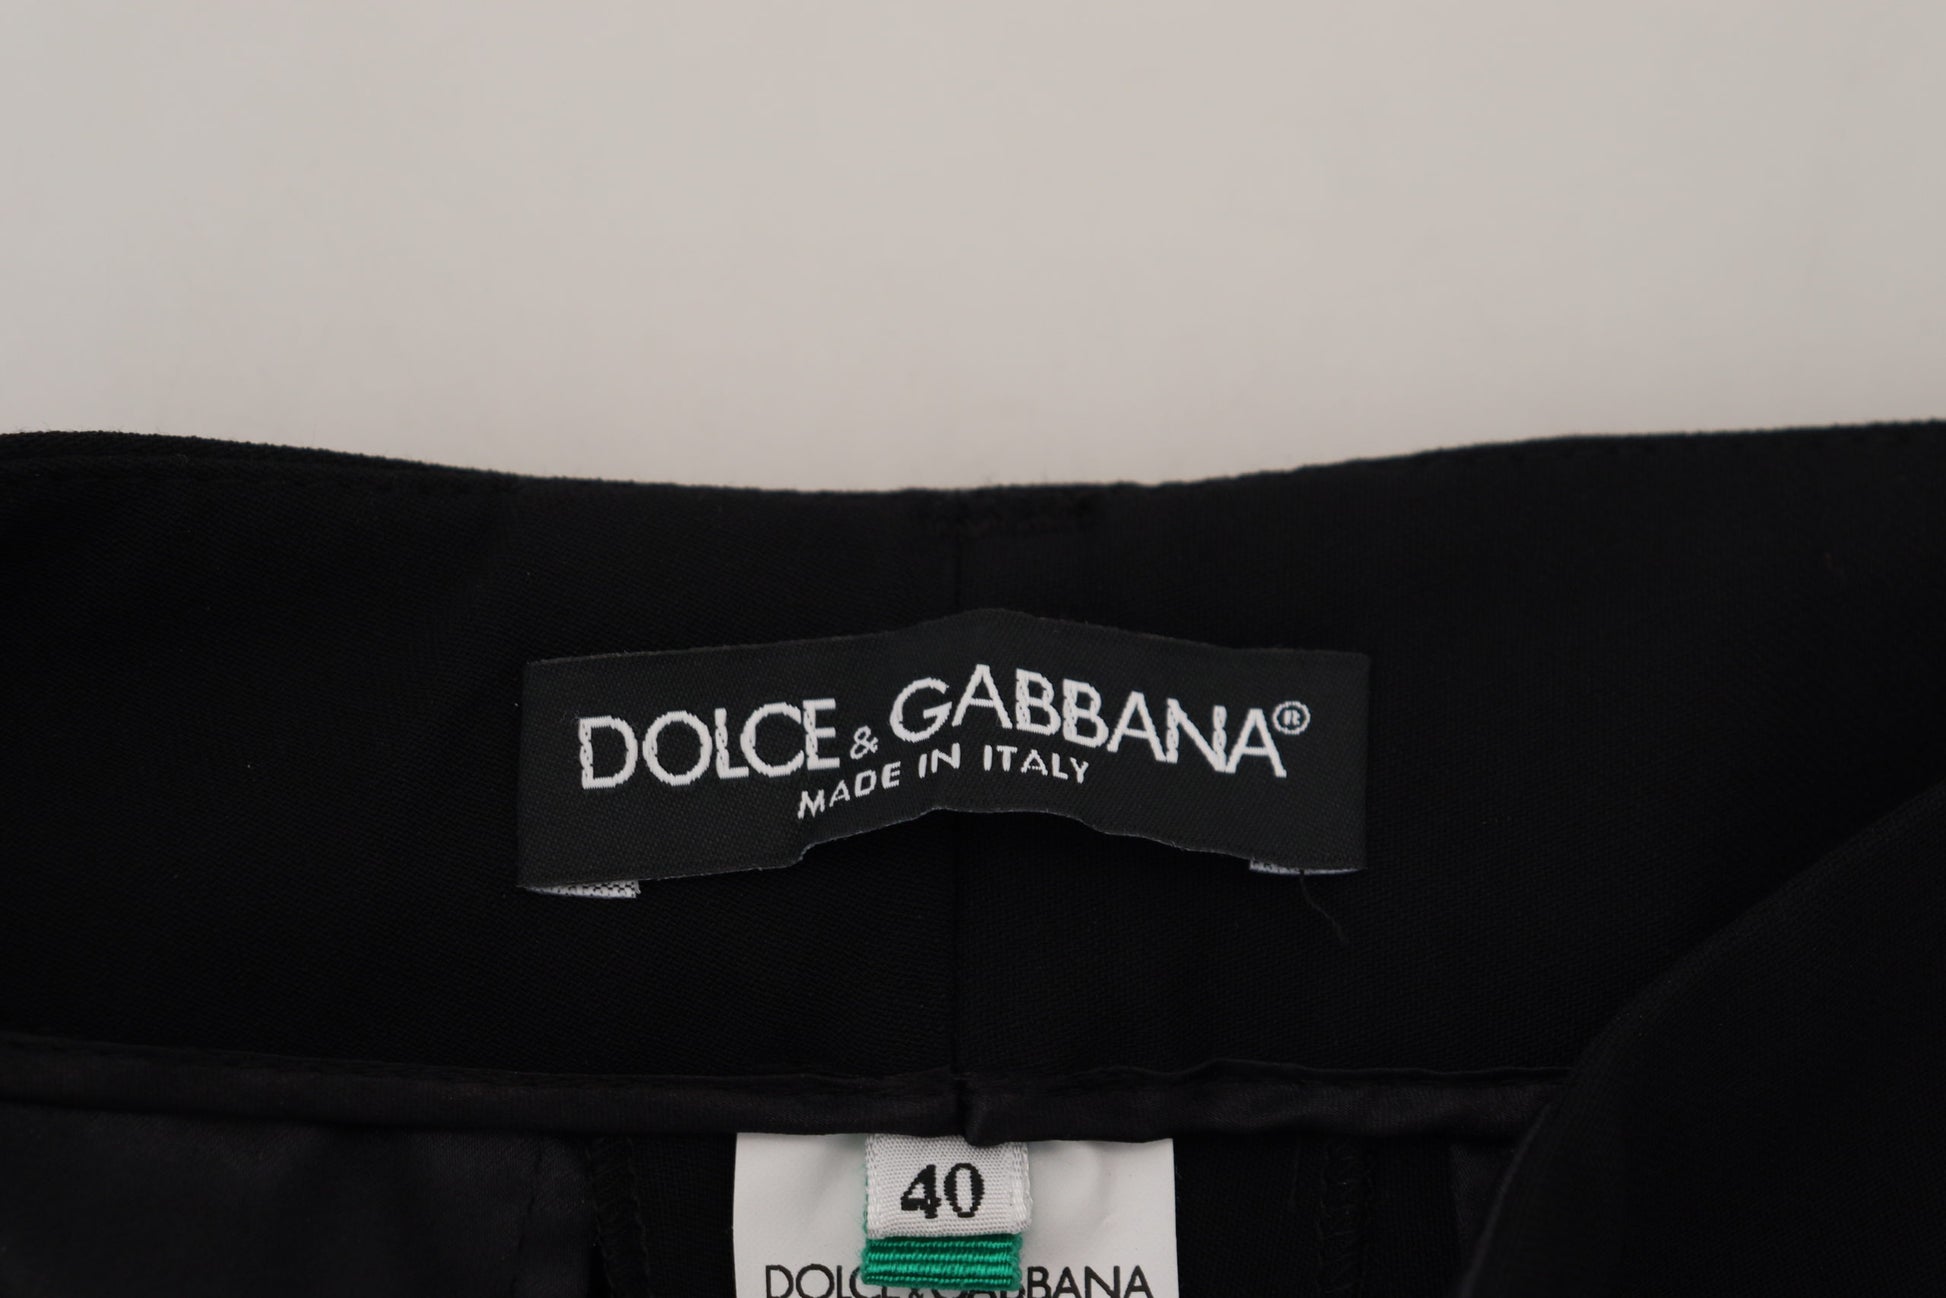 DOLCE & GABBANA®
MADE IN ITALY
40
DOLCE & GABBANA